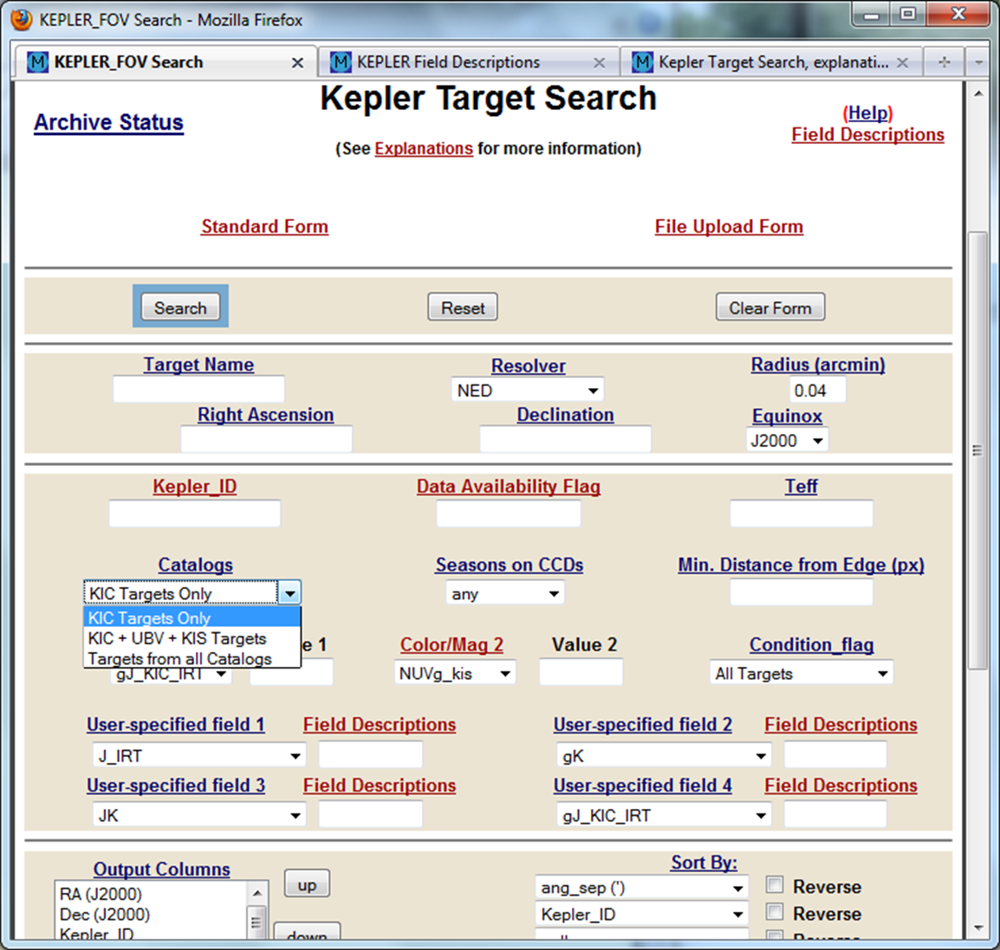 KEPLER_FOV Search - Mozilla Firefox
KEPLER_FOV Search KEPLER Field Descriptions Kepler Target Search, explanati...
Kepler Target Search
Archive Status (Help)
Field Descriptions
(See Explanations for more information)
Standard Form File Upload Form
Search Reset Clear Form
Target Name Resolver Radius (arcmin)
NED 0.04
Right Ascension Declination Equinox
J2000
Kepler_ID Data Availability Flag Teff
Catalogs Seasons on CCDs Min. Distance from Edge (px)
KIC Targets Only any
KIC Targets Only
KIC + UBV + KIS Targets
Targets from all Catalogs
e 1 Color/Mag 2 Value 2 Condition_flag
gJ_KIC_IRT NUVg_kis All Targets
User-specified field 1 Field Descriptions User-specified field 2 Field Descriptions
J_IRT gK
User-specified field 3 Field Descriptions User-specified field 4 Field Descriptions
JK gJ_KIC_IRT
Output Columns Sort By:
RA (J2000) up ang_sep (') Reverse
Dec (J2000) Kepler_ID Reverse
Kepler_ID down Reverse